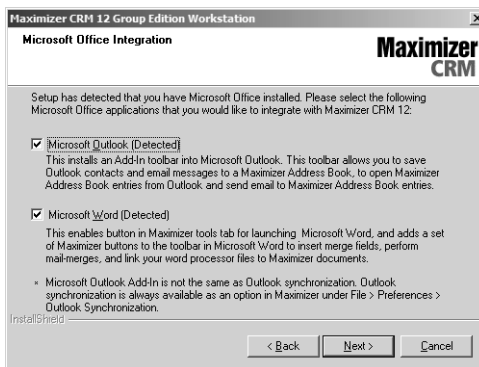 Maximizer CRM 12 Group Edition Workstation
Microsoft Office Integration
Maximizer
CRM
Setup has detected that you have Microsoft Office installed. Please select the following
Microsoft Office applications that you would like to integrate with Maximizer CRM 12:
Microsoft Outlook (Detected)
This installs an Add-In toolbar into Microsoft Outlook. This toolbar allows you to save
Outlook contacts and email messages to a Maximizer Address Book, to open Maximizer
Address Book entries from Outlook and send email to Maximizer Address Book entries.
Microsoft Word (Detected)
This enables button in Maximizer tools tab for launching Microsoft Word, and adds a set
of Maximizer buttons to the toolbar in Microsoft Word to insert merge fields, perform
mail-merges, and link your word processor files to Maximizer documents.
* Microsoft Outlook Add-In is not the same as Outlook synchronization. Outlook
synchronization is always available as an option in Maximizer under File > Preferences >
Outlook Synchronization.
InstallShield
< Back Next > Cancel